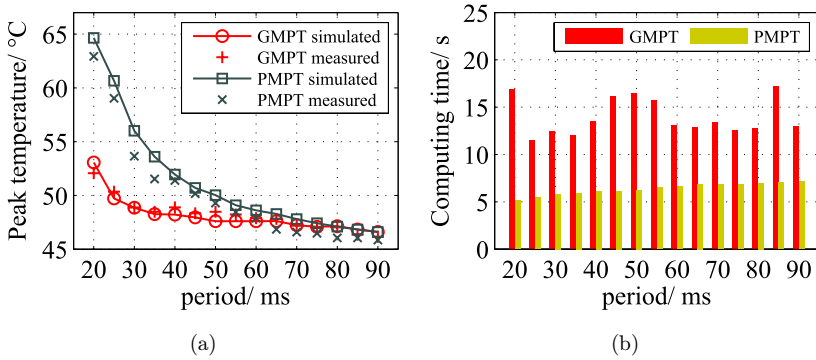 GMPT simulated
GMPT measured
PMPT simulated
PMPT measured
Peak temperature/ °C
65
60
55
50
45
20 30 40 50 60 70 80 90
period/ ms
(a)
GMPT PMPT
Computing time/ s
25
20
15
10
5
0
20 30 40 50 60 70 80 90
period/ ms
(b)